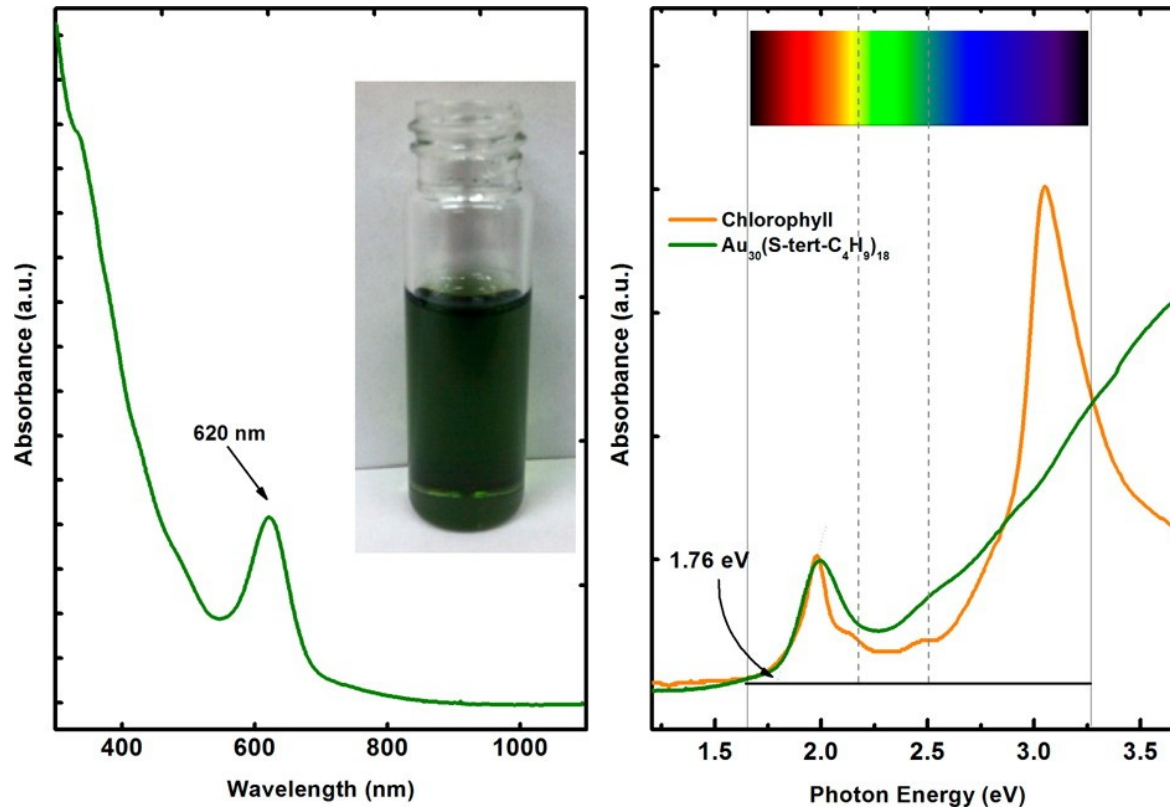 Absorbance (a.u.)
620 nm
400
600
800
1000
Wavelength (nm)
Absorbance (a.u.)
Chlorophyll
Au₃₀(S-tert-C₄H₉)₁₈
1.76 eV
1.5
2.0
2.5
3.0
3.5
Photon Energy (eV)